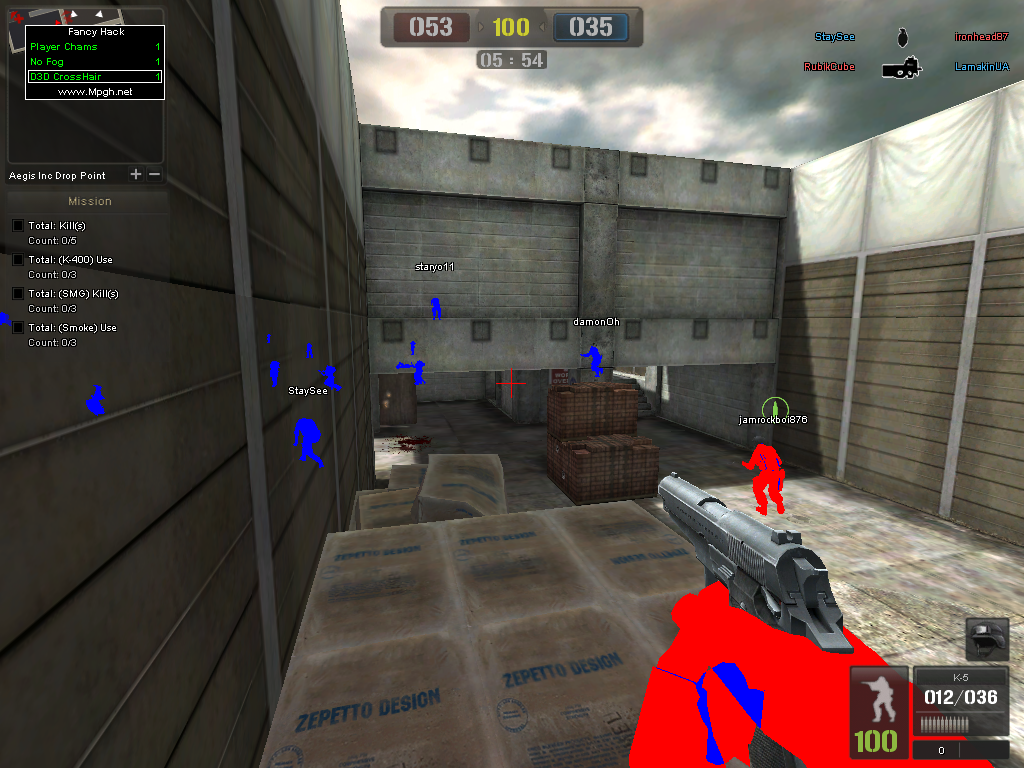 Fancy Hack
Player Chams 1
No Fog 1
D3D CrossHair 1
www.Mpgh.net
Aegis Inc Drop Point + −
Mission
Total: Kill(s)
Count: 0/5
Total: (K-400) Use
Count: 0/3
Total: (SMG) Kill(s)
Count: 0/3
Total: (Smoke) Use
Count: 0/3
053 100 035
05 : 54
StaySee ironhead87
RubikCube LamakinUA
staryo11
damonOh
StaySee
jamrockboi876
ZEPETTO DESIGN
ZEPETTO DESIGN
ZEPETTO DESIGN
ZEPETTO DESIGN
K-5
012/036
100
0